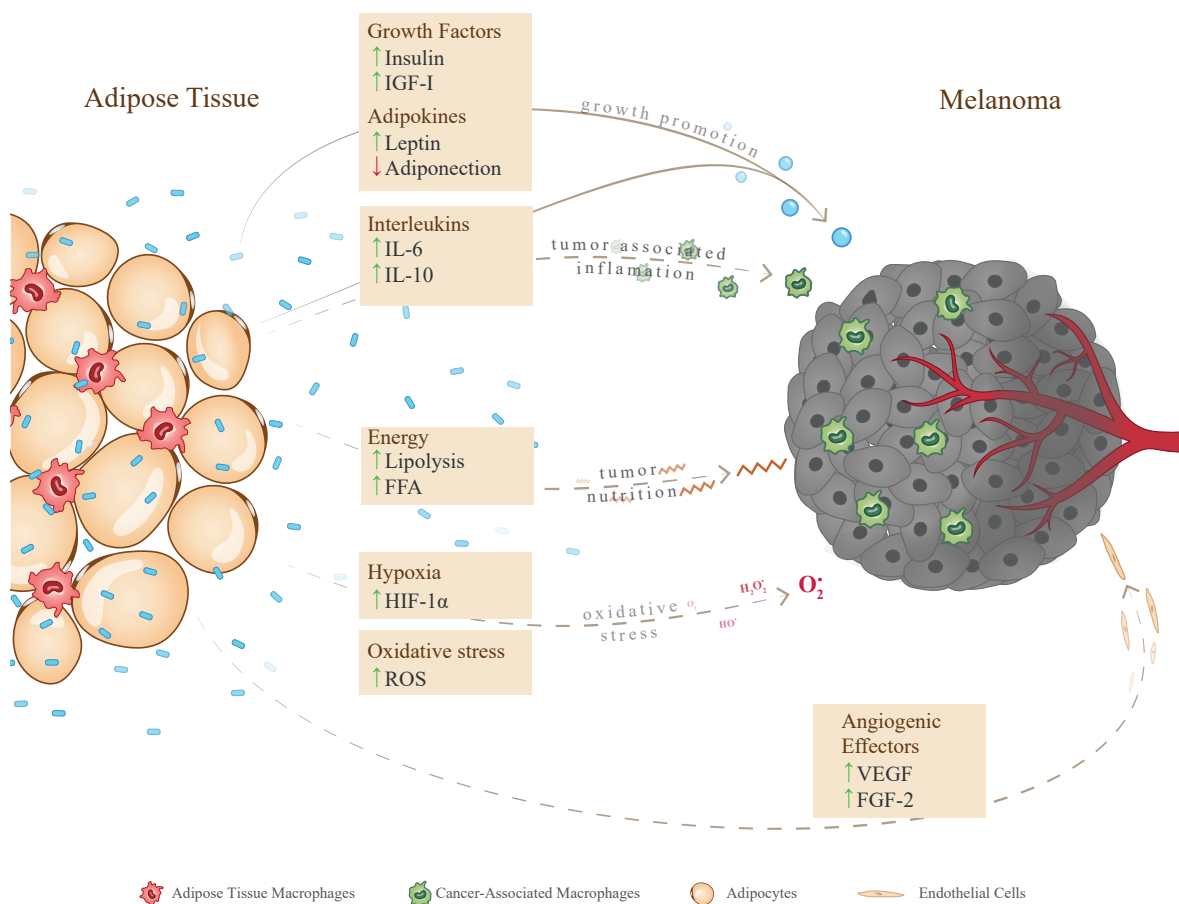 Adipose Tissue
Melanoma
Growth Factors
↑Insulin
↑IGF-I
Adipokines
↑Leptin
↓Adiponection
growth promotion
Interleukins
↑IL-6
↑IL-10
tumor associated
inflamation
Energy
↑Lipolysis
↑FFA
tumor
nutrition
Hypoxia
↑HIF-1α
oxidative
stress
O₂˙
HO˙
H₂O₂˙
O₂˙
Oxidative stress
↑ROS
Angiogenic
Effectors
↑VEGF
↑FGF-2
Adipose Tissue Macrophages
Cancer-Associated Macrophages
Adipocytes
Endothelial Cells